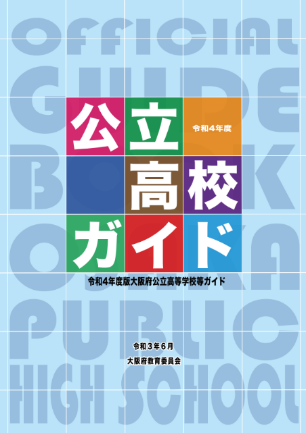 OFFICIAL
GUIDE
BOOK
OSAKA
PUBLIC
HIGH SCHOOL
公立
令和4年度
高校
ガイド
令和4年度版大阪府公立高等学校等ガイド
令和3年6月
大阪府教育委員会